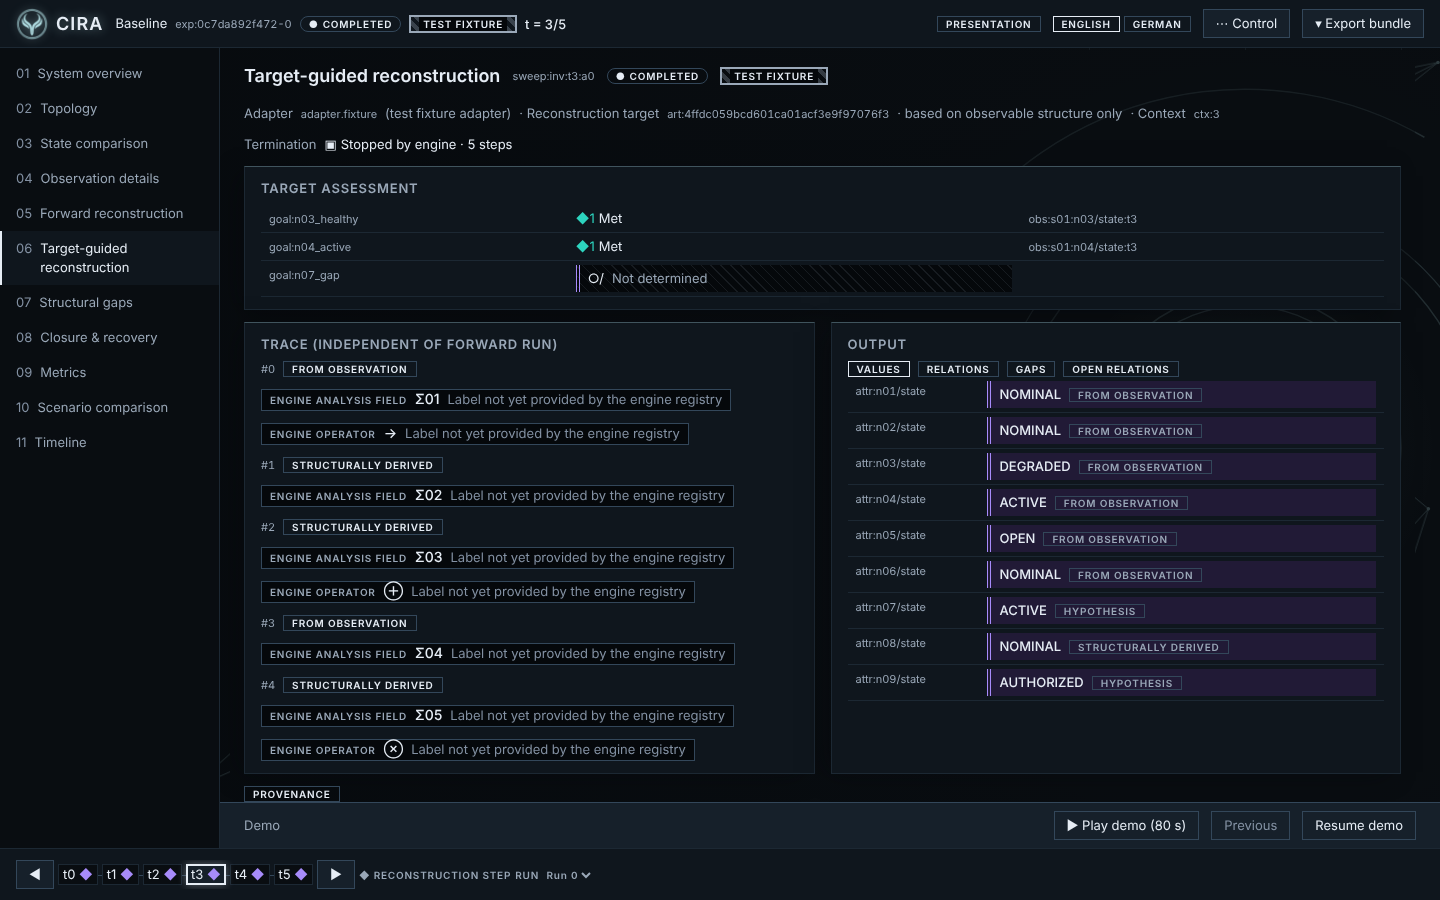 CIRA Baseline exp:0c7da892f472-0 COMPLETED TEST FIXTURE t = 3/5 PRESENTATION ENGLISH GERMAN ··· Control ▾ Export bundle
01 System overview
02 Topology
03 State comparison
04 Observation details
05 Forward reconstruction
06 Target-guided
reconstruction
07 Structural gaps
08 Closure & recovery
09 Metrics
10 Scenario comparison
11 Timeline
Target-guided reconstruction sweep:inv:t3:a0 COMPLETED TEST FIXTURE
Adapter adapter.fixture (test fixture adapter) · Reconstruction target art:4ffdc059bcd601ca01acf3e9f97076f3 · based on observable structure only · Context ctx:3
Termination ▣ Stopped by engine · 5 steps
TARGET ASSESSMENT
goal:n03_healthy ◆1 Met obs:s01:n03/state:t3
goal:n04_active ◆1 Met obs:s01:n04/state:t3
goal:n07_gap ○/ Not determined
TRACE (INDEPENDENT OF FORWARD RUN)
#0 FROM OBSERVATION
ENGINE ANALYSIS FIELD Σ01 Label not yet provided by the engine registry
ENGINE OPERATOR → Label not yet provided by the engine registry
#1 STRUCTURALLY DERIVED
ENGINE ANALYSIS FIELD Σ02 Label not yet provided by the engine registry
#2 STRUCTURALLY DERIVED
ENGINE ANALYSIS FIELD Σ03 Label not yet provided by the engine registry
ENGINE OPERATOR ⊕ Label not yet provided by the engine registry
#3 FROM OBSERVATION
ENGINE ANALYSIS FIELD Σ04 Label not yet provided by the engine registry
#4 STRUCTURALLY DERIVED
ENGINE ANALYSIS FIELD Σ05 Label not yet provided by the engine registry
ENGINE OPERATOR ⊗ Label not yet provided by the engine registry
OUTPUT
VALUES RELATIONS GAPS OPEN RELATIONS
attr:n01/state NOMINAL FROM OBSERVATION
attr:n02/state NOMINAL FROM OBSERVATION
attr:n03/state DEGRADED FROM OBSERVATION
attr:n04/state ACTIVE FROM OBSERVATION
attr:n05/state OPEN FROM OBSERVATION
attr:n06/state NOMINAL FROM OBSERVATION
attr:n07/state ACTIVE HYPOTHESIS
attr:n08/state NOMINAL STRUCTURALLY DERIVED
attr:n09/state AUTHORIZED HYPOTHESIS
PROVENANCE
Demo ▶ Play demo (80 s) Previous Resume demo
◀ t0 ◆ t1 ◆ t2 ◆ t3 ◆ t4 ◆ t5 ◆ ▶ ◆ RECONSTRUCTION STEP RUN Run 0